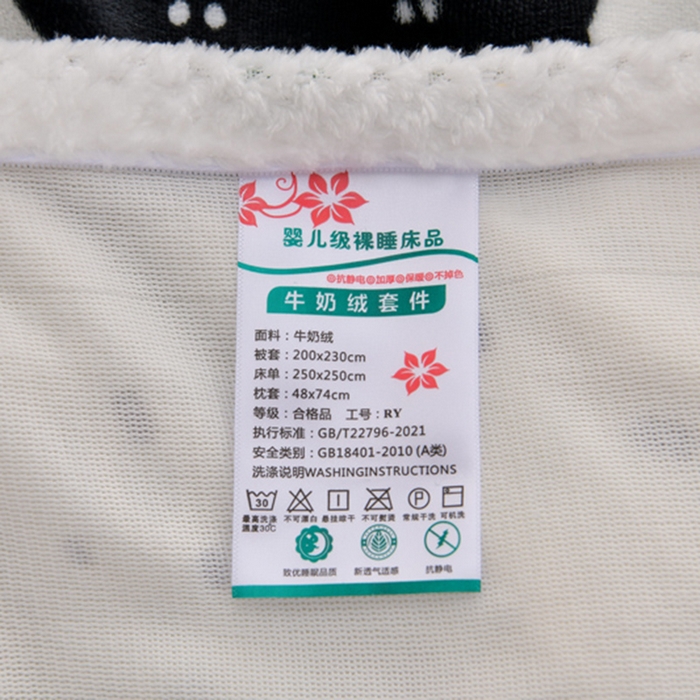 婴儿级裸睡床品
抗静电 加厚 保暖 不掉色
牛奶绒套件
面料：牛奶绒
被套：200x230cm
床单：250x250cm
枕套：48x74cm
等级：合格品 工号：RY
执行标准：GB/T22796-2021
安全类别：GB18401-2010 (A类)
洗涤说明WASHINGINSTRUCTIONS
30
P
最高洗涤温度30C 不可漂白 悬挂晾干 不可熨烫 常规干洗 可机洗
致优睡眠品质 新透气适感 抗静电